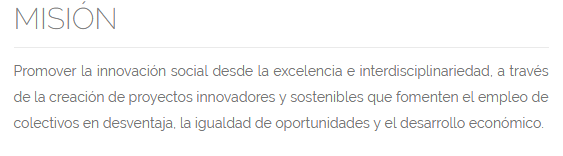 MISIÓN
Promover la innovación social desde la excelencia e interdisciplinariedad, a través
de la creación de proyectos innovadores y sostenibles que fomenten el empleo de
colectivos en desventaja, la igualdad de oportunidades y el desarrollo económico.